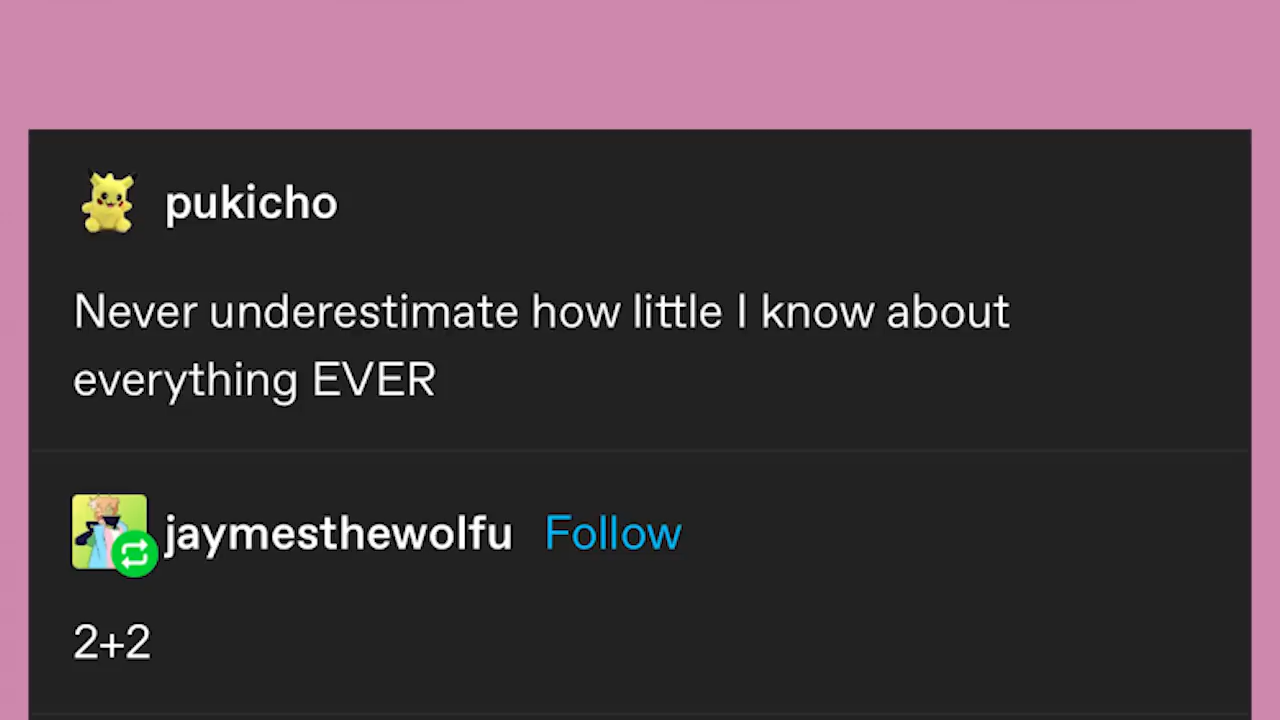 pukicho
Never underestimate how little I know about
everything EVER
jaymesthewolfu Follow
2+2